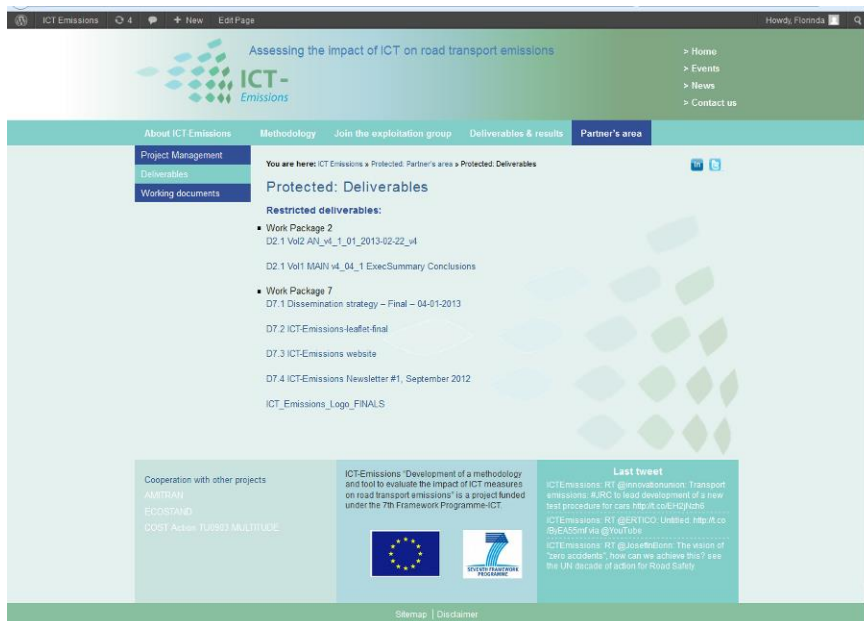 ICT Emissions 4 + New Edit Page Howdy, Florinda
Assessing the impact of ICT on road transport emissions
ICT-
Emissions
> Home
> Events
> News
> Contact us
About ICT Emissions Methodology Join the exploitation group Deliverables & results Partner's area
Project Management
Deliverables
Working documents
You are here: ICT Emissions » Protected: Partner's area » Protected: Deliverables
Protected: Deliverables
Restricted deliverables:
Work Package 2
D2.1 Vol2 AN_v4_1_01_2013-02-22_v4
D2.1 Vol1 MAIN v4_04_1 ExecSummary Conclusions
Work Package 7
D7.1 Dissemination strategy – Final – 04-01-2013
D7.2 ICT-Emissions-leaflet-final
D7.3 ICT-Emissions website
D7.4 ICT-Emissions Newsletter #1, September 2012
ICT_Emissions_Logo_FINALS
Cooperation with other projects
AMITRAN
ECOSTAND
COST Action TU0903 MULTITUDE
ICT-Emissions "Development of a methodology
and tool to evaluate the impact of ICT measures
on road transport emissions" is a project funded
under the 7th Framework Programme-ICT.
SEVENTH FRAMEWORK
PROGRAMME
Last tweet
ICTEmissions: RT @innovationunion: Transport
emissions: #JRC to lead development of a new
test procedure for cars http://t.co/EH2jNzh6
ICTEmissions: RT @ERTICO: Untitled: http://t.co
/ByEA55mf via @YouTube
ICTEmissions: RT @JosefinBonn: The vision of
"zero accidents", how can we achieve this? see
the UN decade of action for Road Safety.
Sitemap | Disclaimer